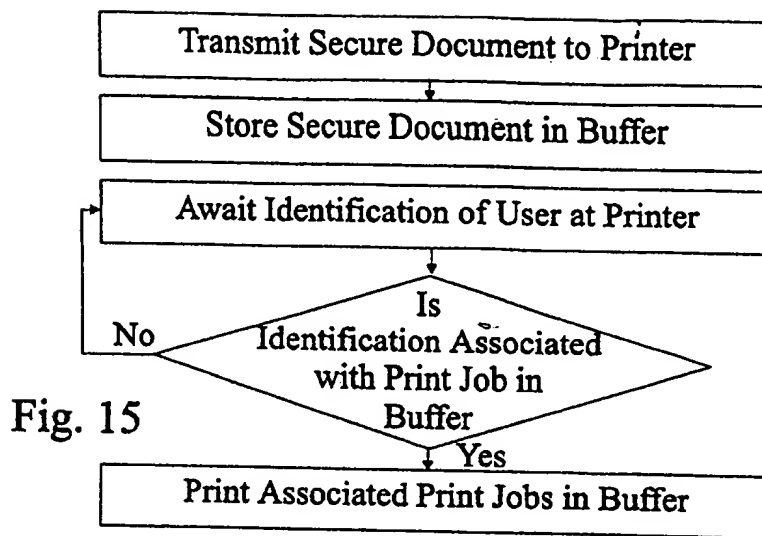 Transmit Secure Document to Printer
Store Secure Document in Buffer
Await Identification of User at Printer
No
Is
Identification Associated
with Print Job in
Buffer
Fig. 15
Yes
Print Associated Print Jobs in Buffer